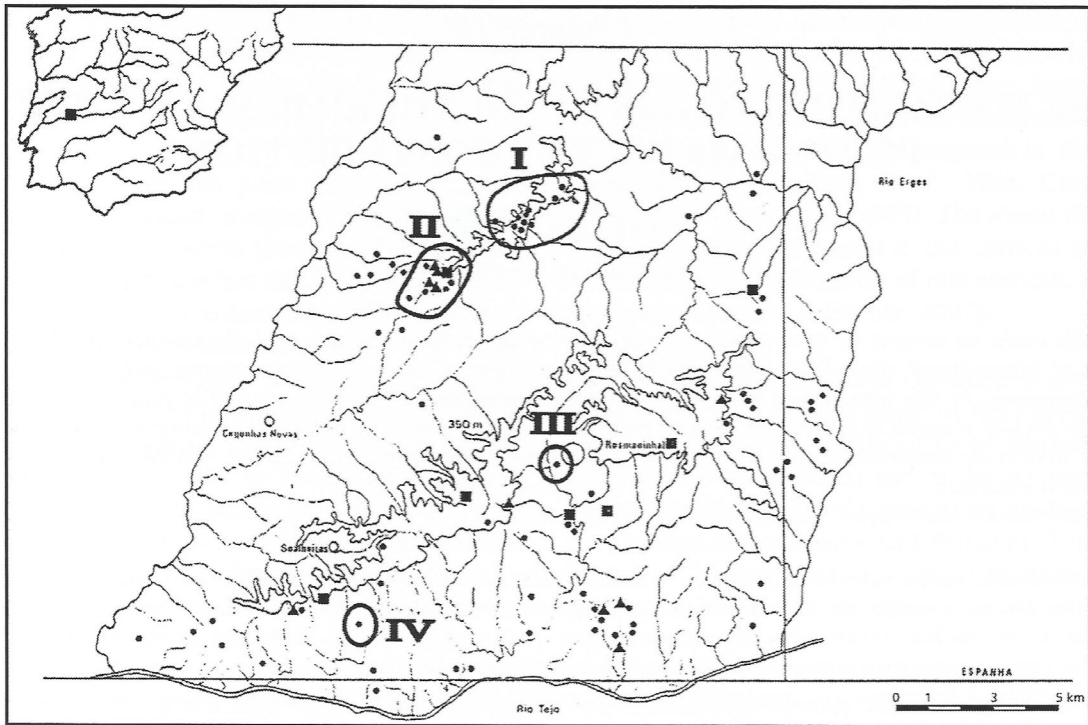 I
Rio Erges
II
350 m
III
Rosmaninhal
Cegonhas Novas
Soalheiras
IV
ESPANHA
0 1 3 5 km
Rio Tejo